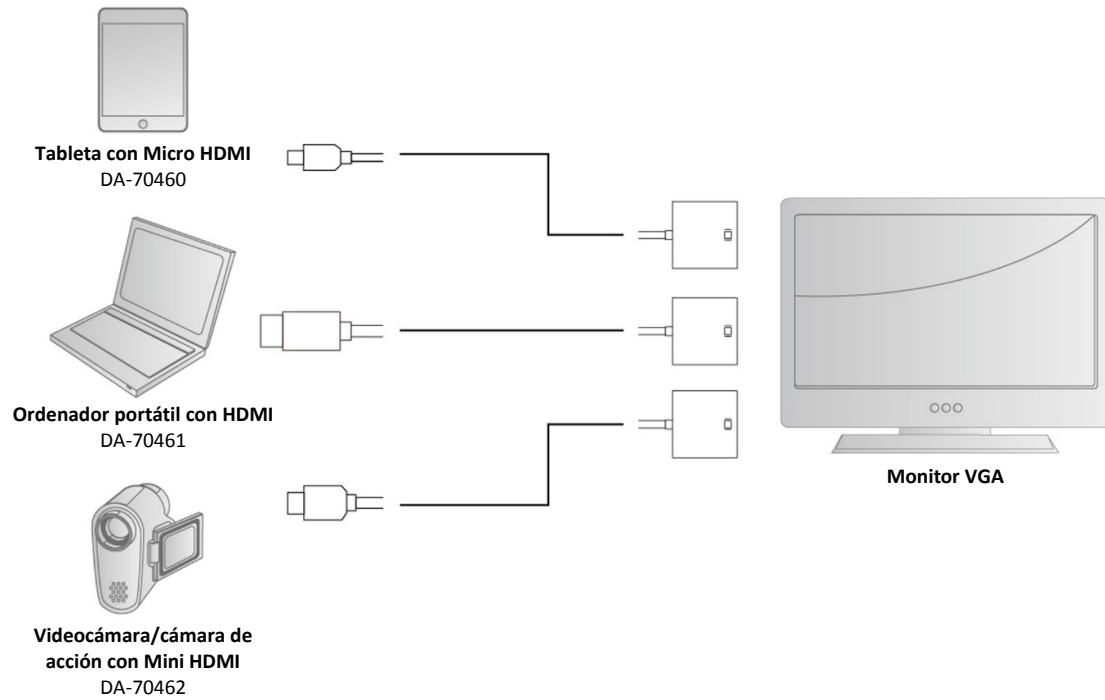 Tableta con Micro HDMI
DA-70460
Ordenador portátil con HDMI
DA-70461
Videocámara/cámara de
acción con Mini HDMI
DA-70462
Monitor VGA